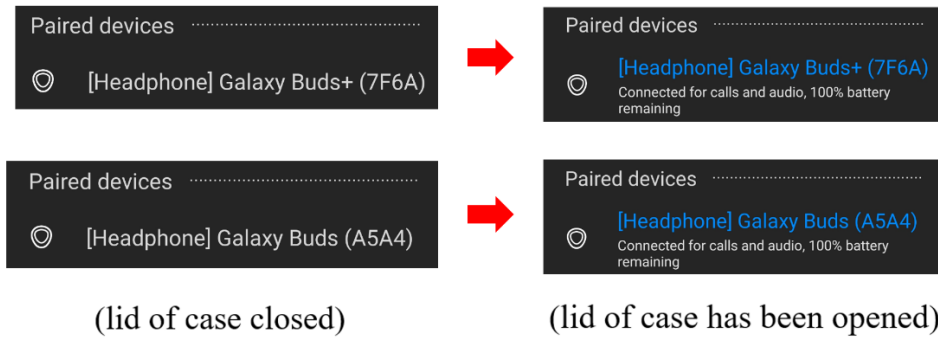 Paired devices
[Headphone] Galaxy Buds+ (7F6A)
Paired devices
[Headphone] Galaxy Buds+ (7F6A)
Connected for calls and audio, 100% battery
remaining
Paired devices
[Headphone] Galaxy Buds (A5A4)
Paired devices
[Headphone] Galaxy Buds (A5A4)
Connected for calls and audio, 100% battery
remaining
(lid of case closed)
(lid of case has been opened)